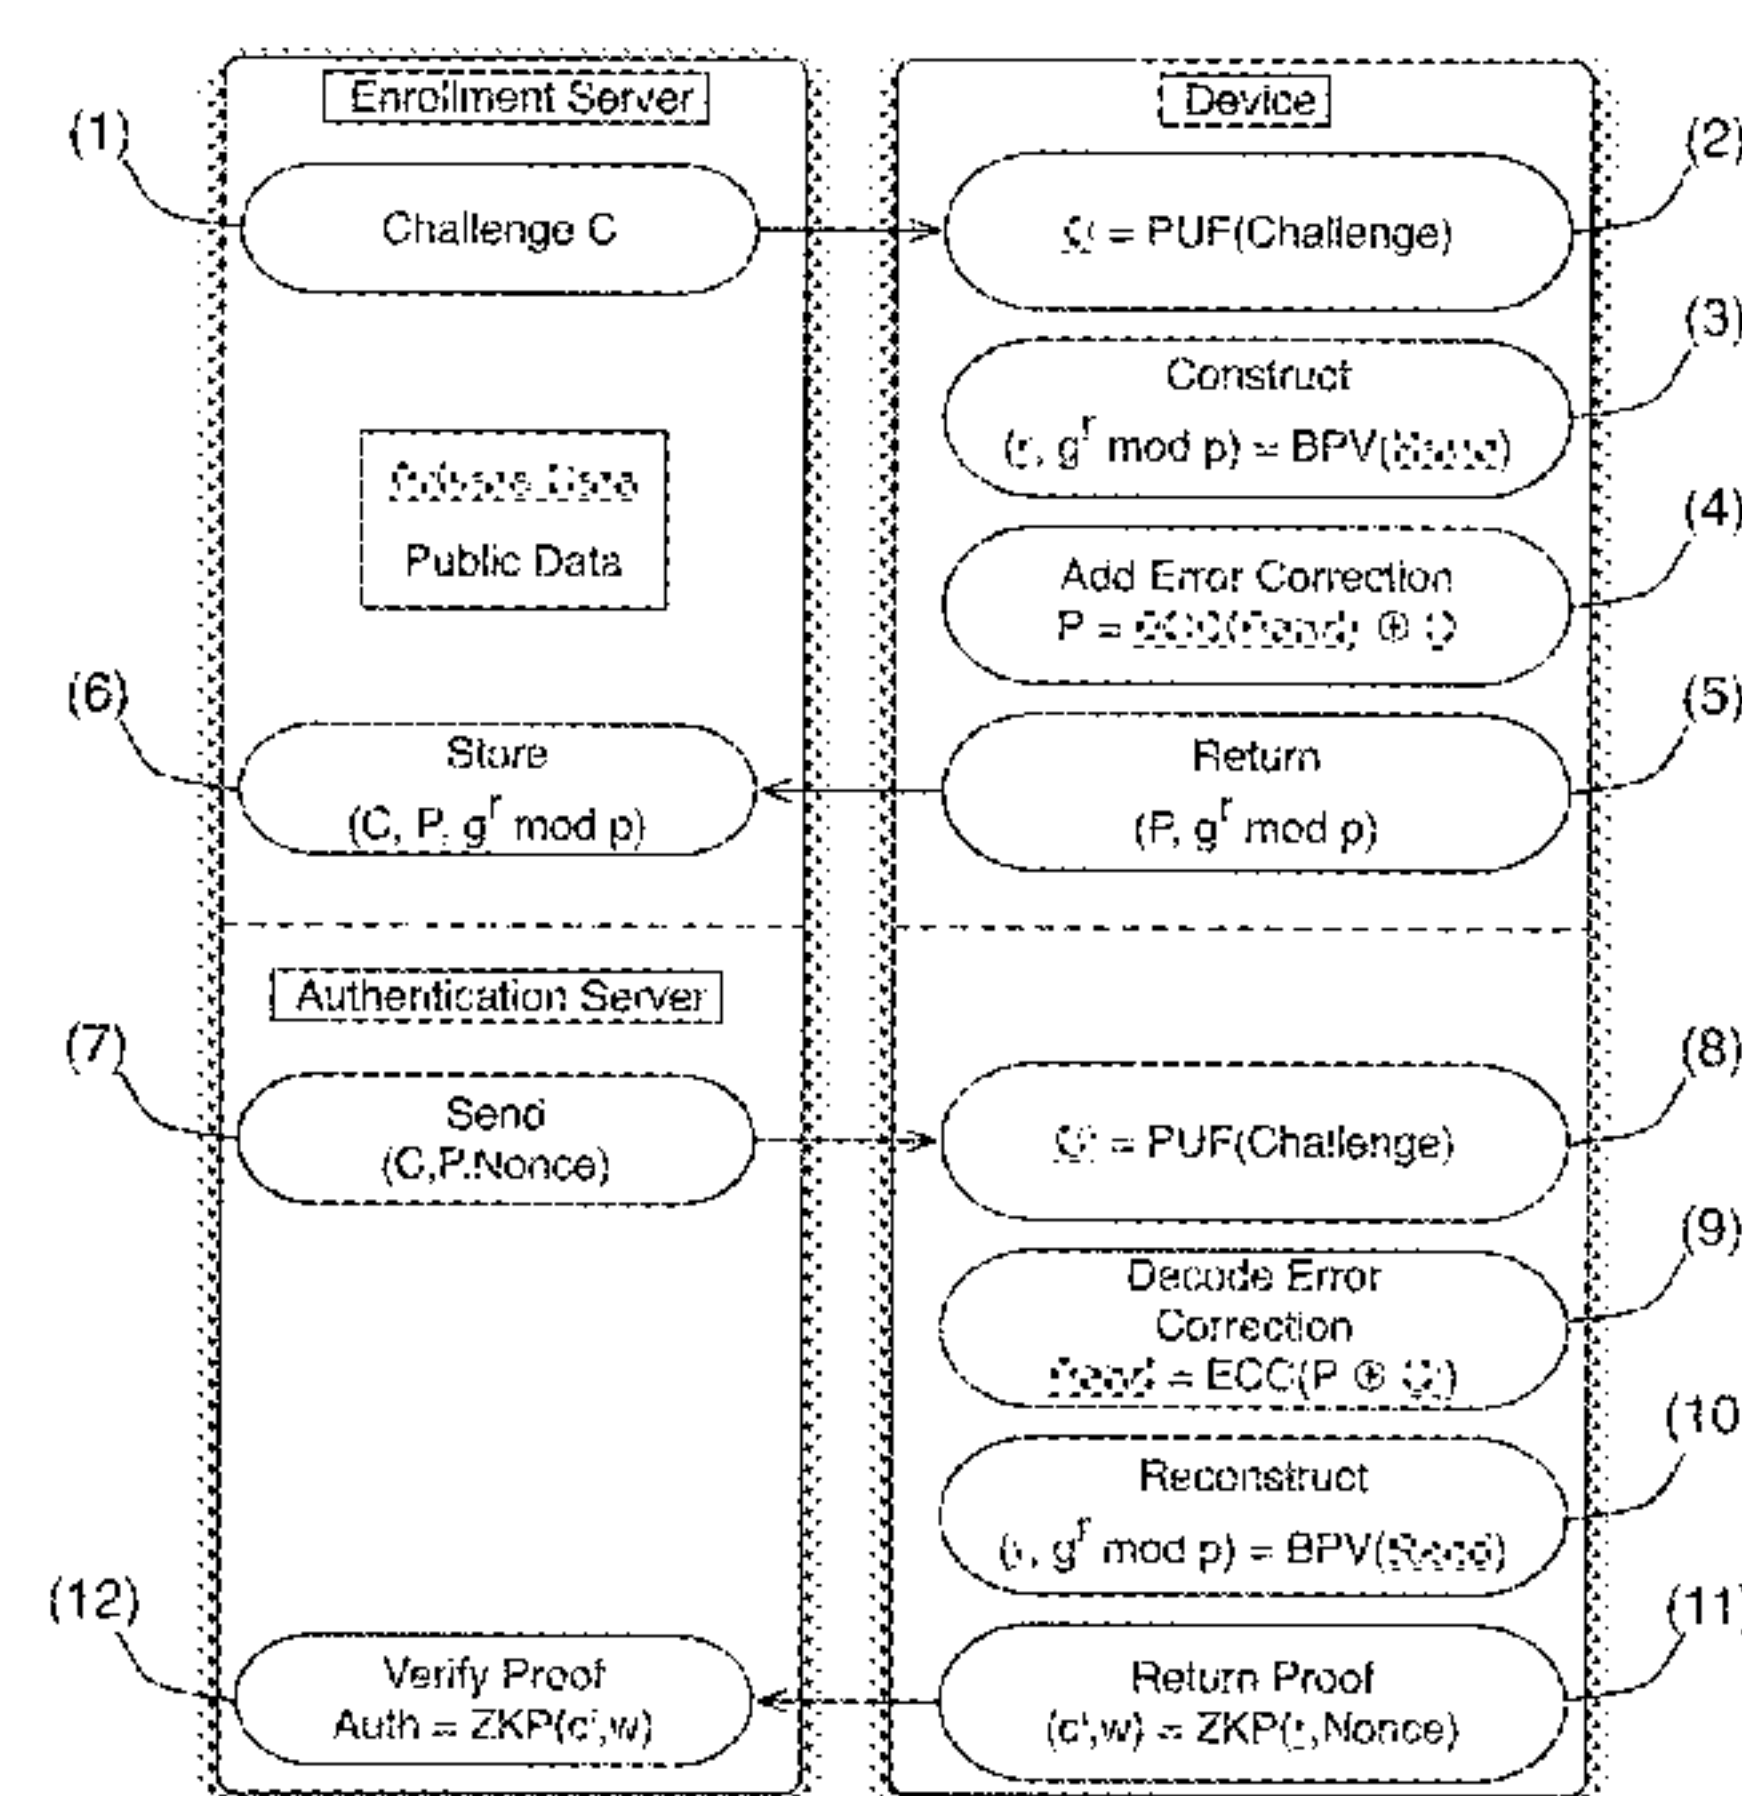 Enrollment Server
Device
(1)
(2)
Challenge C
= PUF(Challenge)
(3)
Construct
(r, g^r mod p) = BPV(
Public Data
(4)
Add Error Correction
P = ⊕ O
(6)
(5)
Store
(C, P, g^r mod p)
Return
(P, g^r mod p)
Authentication Server
(7)
(8)
Send
(C,P,Nonce)
= PUF(Challenge)
(9)
Decode Error
Correction
= ECC(P ⊕
(10
Reconstruct
(r, g^r mod p) = BPV(
(12)
(11)
Verify Proof
Auth = ZKP(c',w)
Return Proof
(c',w) = ZKP(r,Nonce)